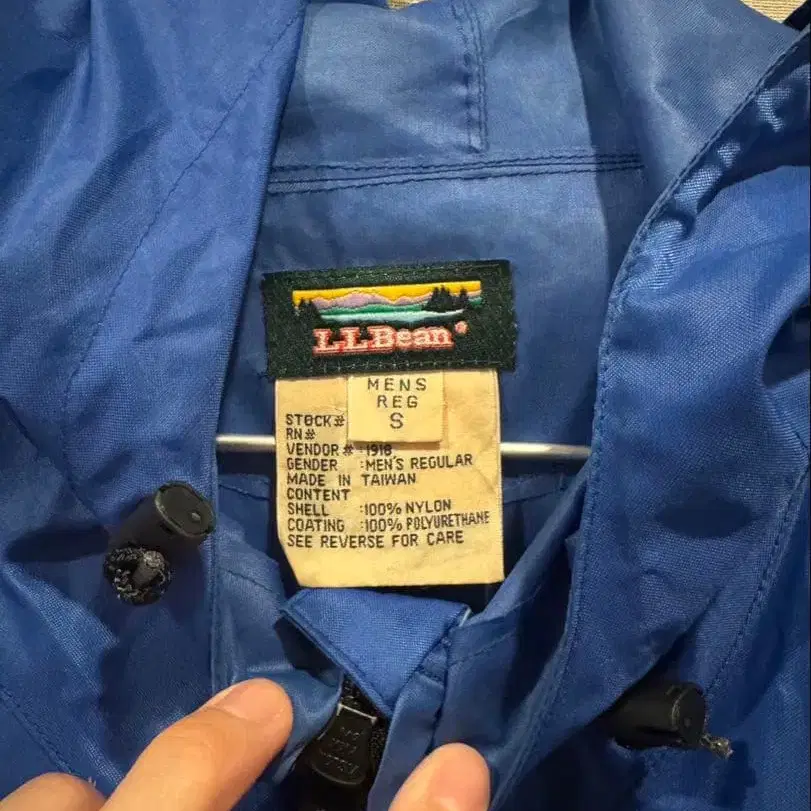 L.L.Bean®
MENS
REG
S
STOCK#
RN#
VENDOR# :1918
GENDER :MEN'S REGULAR
MADE IN TAIWAN
CONTENT
SHELL :100% NYLON
COATING :100% POLYURETHANE
SEE REVERSE FOR CARE